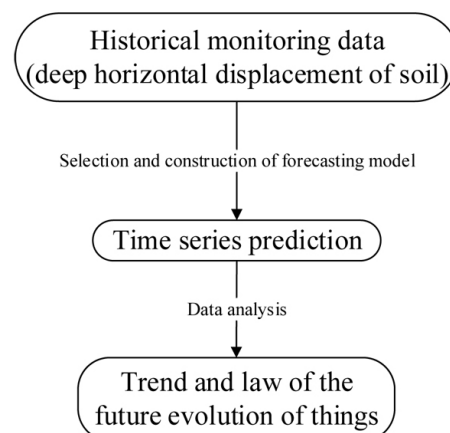 Historical monitoring data
(deep horizontal displacement of soil)
Selection and construction of forecasting model
Time series prediction
Data analysis
Trend and law of the
future evolution of things